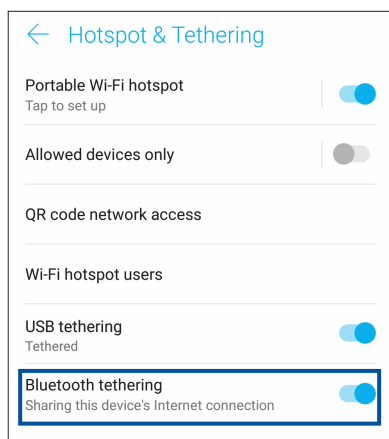 Hotspot & Tethering
Portable Wi-Fi hotspot
Tap to set up
Allowed devices only
QR code network access
Wi-Fi hotspot users
USB tethering
Tethered
Bluetooth tethering
Sharing this device's Internet connection